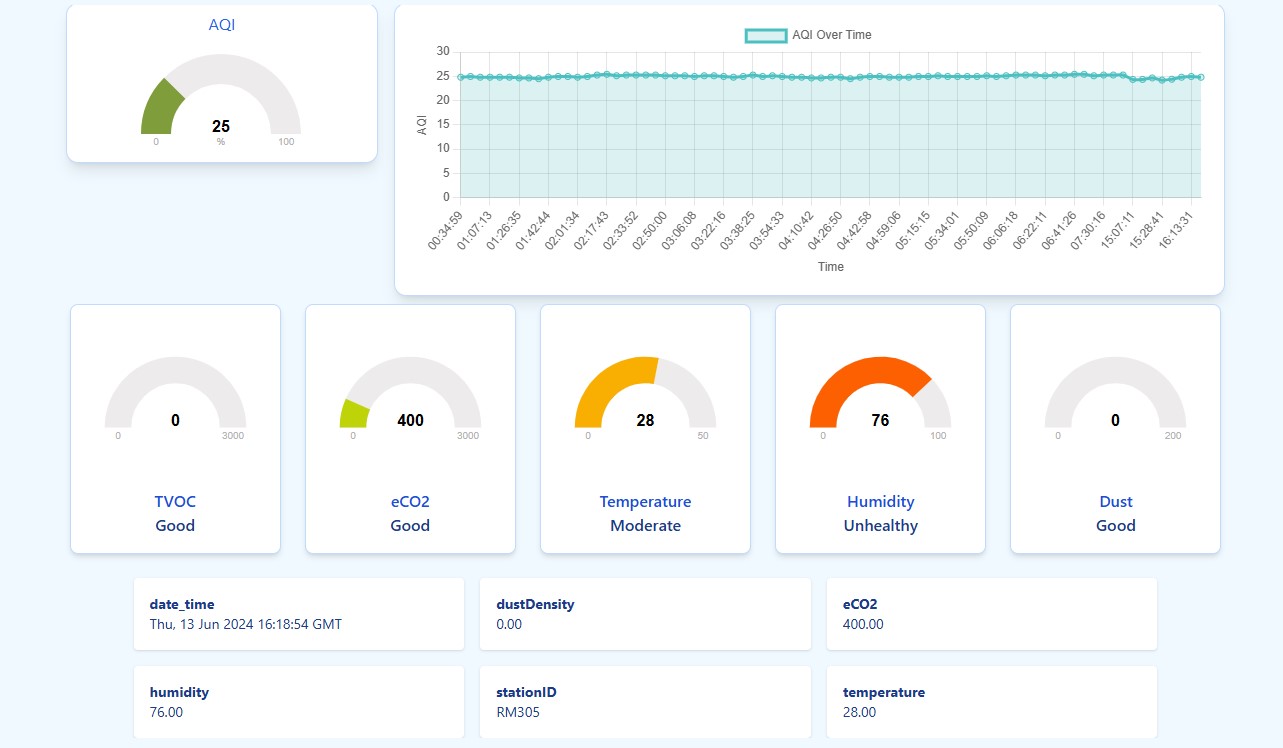 AQI
25
0
%
100
AQI Over Time
30
25
20
15
10
5
0
AQI
00:34:59
01:07:13
01:26:35
01:42:44
02:01:34
02:17:43
02:33:52
02:50:00
03:06:08
03:22:16
03:38:25
03:54:33
04:10:42
04:26:50
04:42:58
04:59:06
05:15:15
05:34:01
05:50:09
06:06:18
06:22:11
06:41:26
07:30:16
15:07:11
15:28:41
16:13:31
Time
0
0
3000
TVOC
Good
400
0
3000
eCO2
Good
28
0
50
Temperature
Moderate
76
0
100
Humidity
Unhealthy
0
0
200
Dust
Good
date_time
Thu, 13 Jun 2024 16:18:54 GMT
dustDensity
0.00
eCO2
400.00
humidity
76.00
stationID
RM305
temperature
28.00